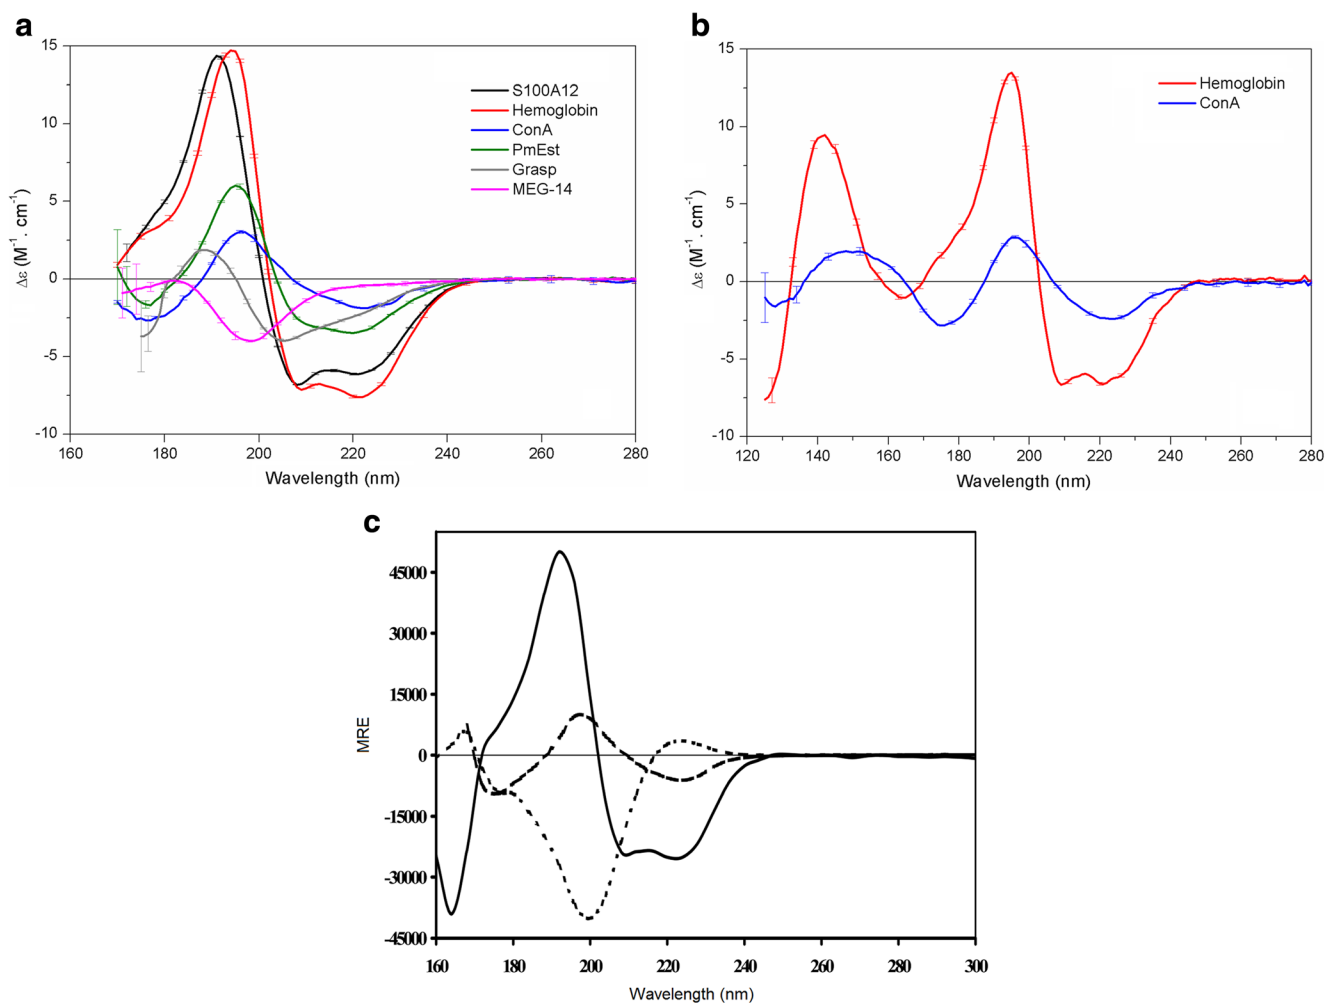 a
15
10
5
0
-5
-10
Δε (M⁻¹. cm⁻¹)
S100A12
Hemoglobin
ConA
PmEst
Grasp
MEG-14
160 180 200 220 240 260 280
Wavelength (nm)
b
15
10
5
0
-5
-10
Δε (M⁻¹. cm⁻¹)
Hemoglobin
ConA
120 140 160 180 200 220 240 260 280
Wavelength (nm)
c
45000
30000
15000
0
-15000
-30000
-45000
MRE
160 180 200 220 240 260 280 300
Wavelength (nm)